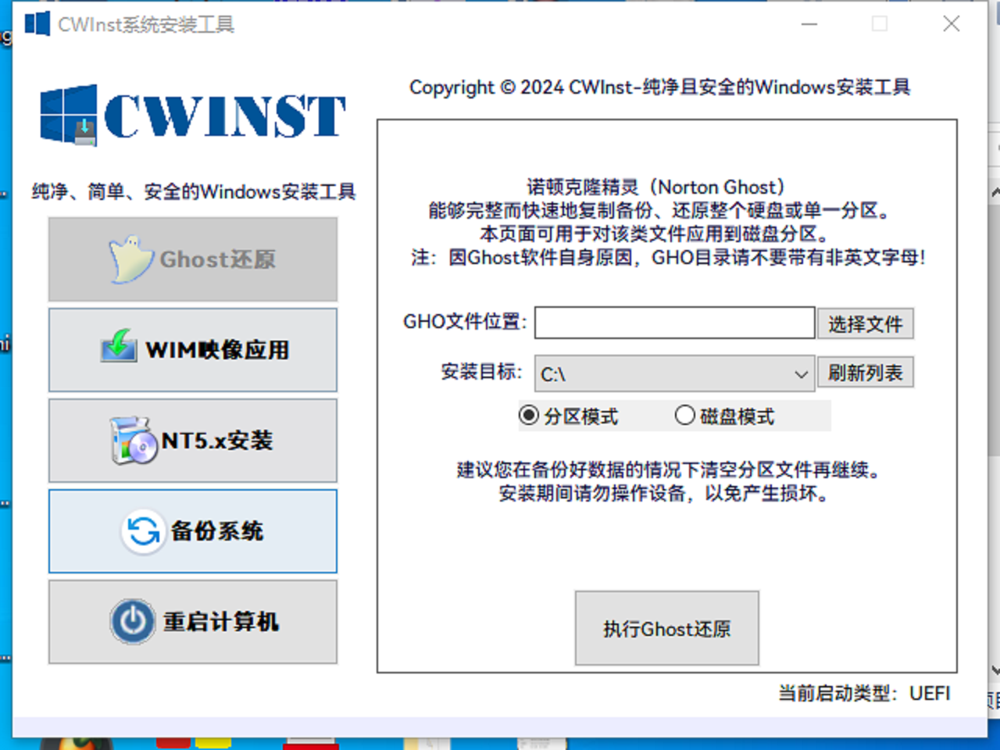 CWInst系统安装工具
CWINST
纯净、简单、安全的Windows安装工具
Ghost还原
WIM映像应用
NT5.x安装
备份系统
重启计算机
Copyright © 2024 CWInst-纯净且安全的Windows安装工具
诺顿克隆精灵（Norton Ghost）
能够完整而快速地复制备份、还原整个硬盘或单一分区。
本页面可用于对该类文件应用到磁盘分区。
注：因Ghost软件自身原因，GHO目录请不要带有非英文字母！
GHO文件位置： 选择文件
安装目标： C:\ 刷新列表
分区模式 磁盘模式
建议您在备份好数据的情况下清空分区文件再继续。
安装期间请勿操作设备，以免产生损坏。
执行Ghost还原
当前启动类型：UEFI